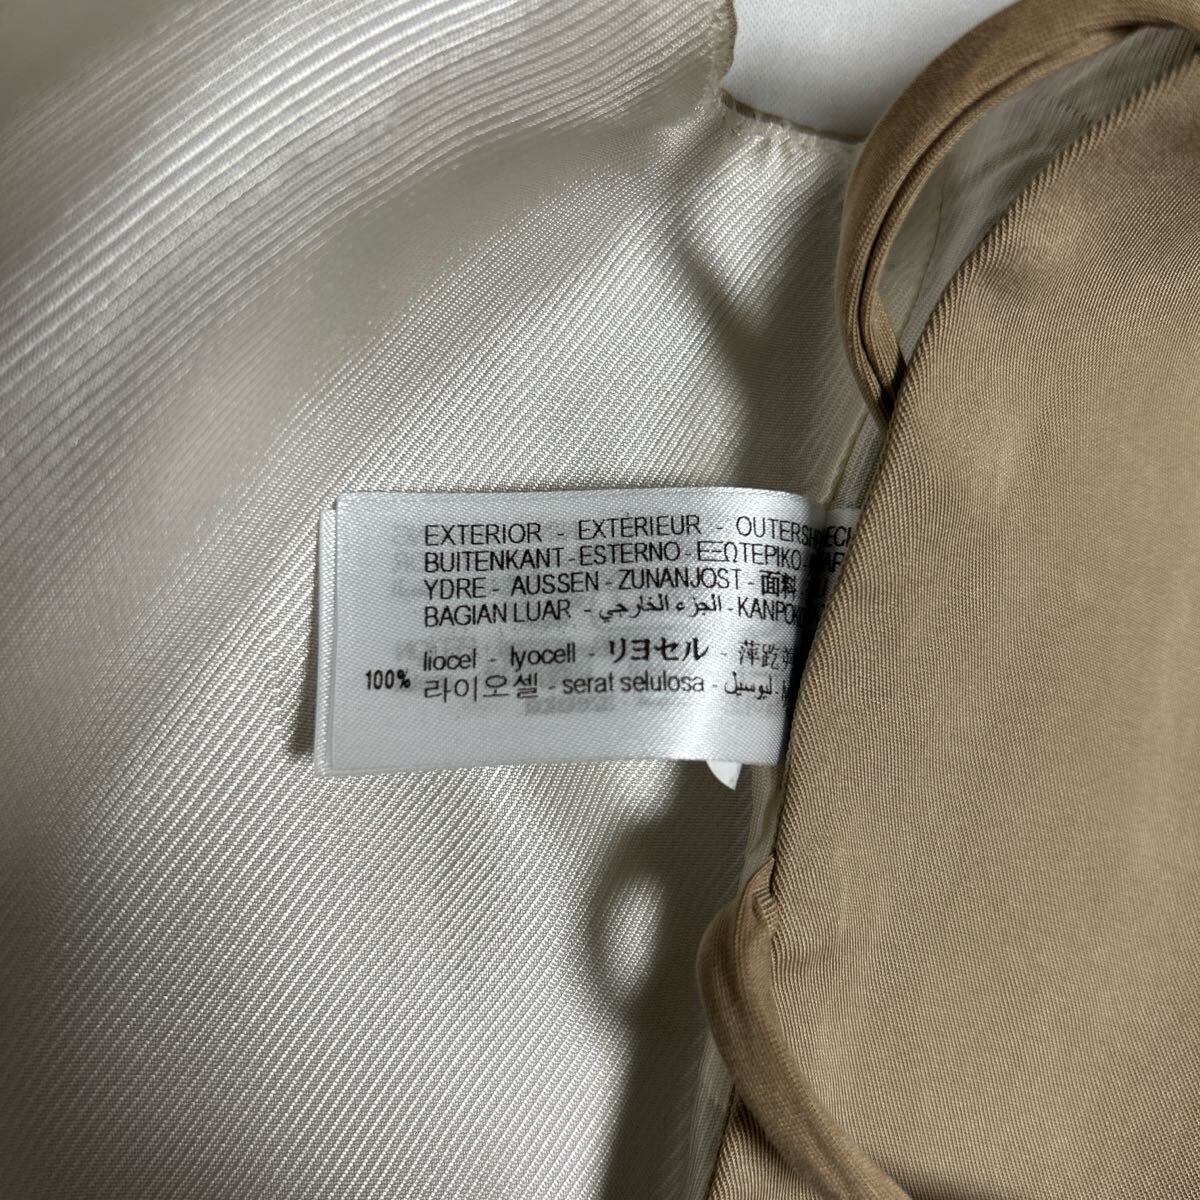 EXTERIOR - EXTÉRIEUR - OUTERSH
BUITENKANT - ESTERNO - ΕΞΩΤΕΡΙΚΟ
YDRE - AUSSEN - ZUNANJOST - 面料
BAGIAN LUAR - الجزء الخارجي - KANPOKO
liocel - lyocell - リヨセル -
100% 라이오셀 - serat selulosa - ليوسيل -